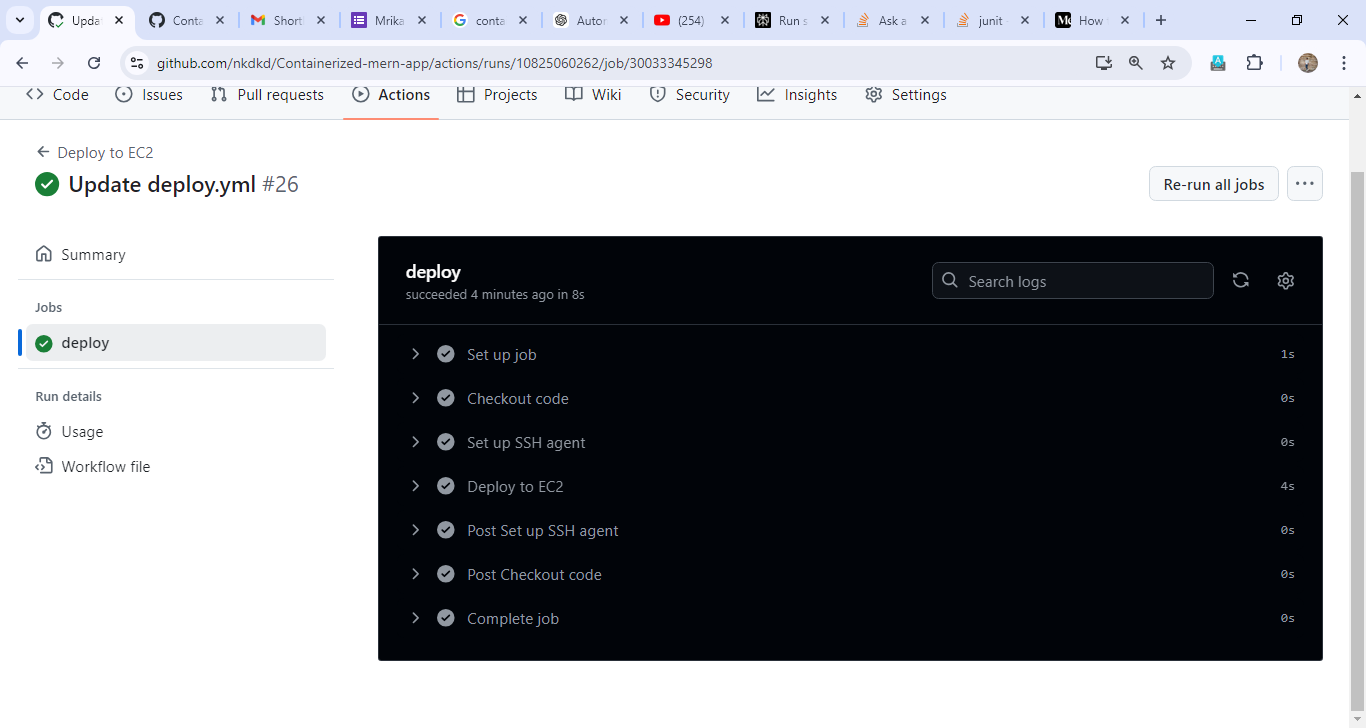 Upda
Conta
Short
Mrika
conta
Autor
(254)
Run s
Ask a
junit
How
github.com/nkdkd/Containerized-mern-app/actions/runs/10825060262/job/30033345298
Code
Issues
Pull requests
Actions
Projects
Wiki
Security
Insights
Settings
Deploy to EC2
Update deploy.yml #26
Re-run all jobs
Summary
Jobs
deploy
Run details
Usage
Workflow file
deploy
succeeded 4 minutes ago in 8s
Search logs
Set up job 1s
Checkout code 0s
Set up SSH agent 0s
Deploy to EC2 4s
Post Set up SSH agent 0s
Post Checkout code 0s
Complete job 0s